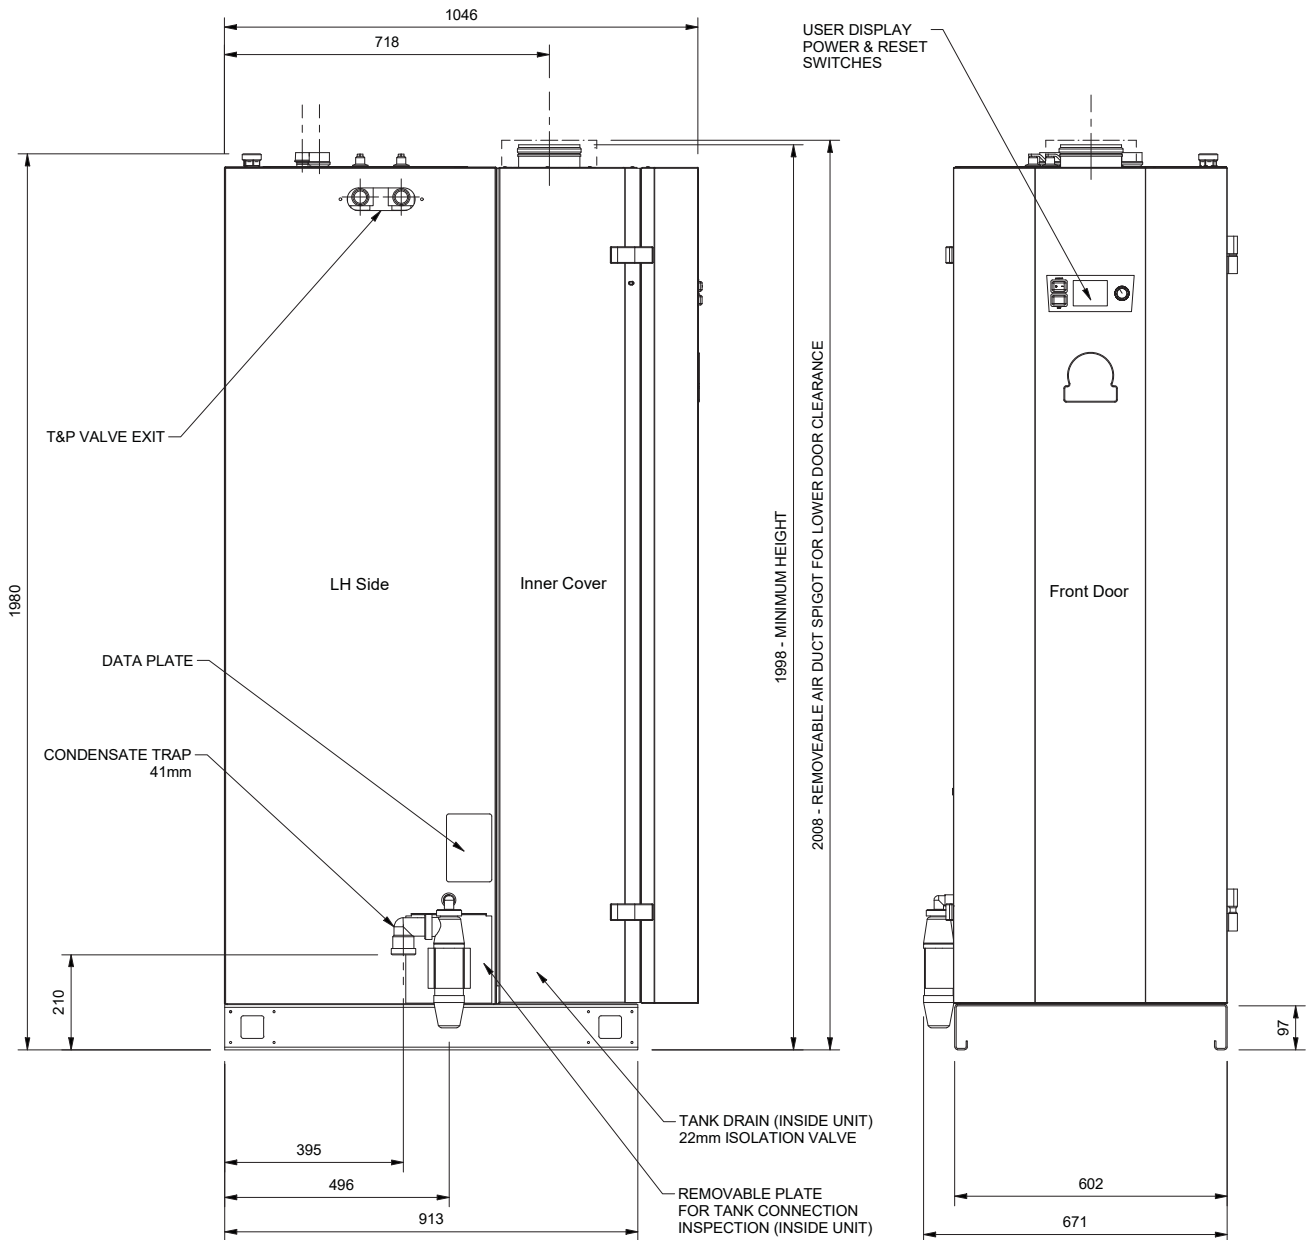 1046
718
USER DISPLAY
POWER & RESET
SWITCHES
T&P VALVE EXIT
1980
LH Side
Inner Cover
1998 - MINIMUM HEIGHT
2008 - REMOVEABLE AIR DUCT SPIGOT FOR LOWER DOOR CLEARANCE
Front Door
DATA PLATE
CONDENSATE TRAP
41mm
210
97
TANK DRAIN (INSIDE UNIT)
22mm ISOLATION VALVE
395
496
913
REMOVABLE PLATE
FOR TANK CONNECTION
INSPECTION (INSIDE UNIT)
602
671